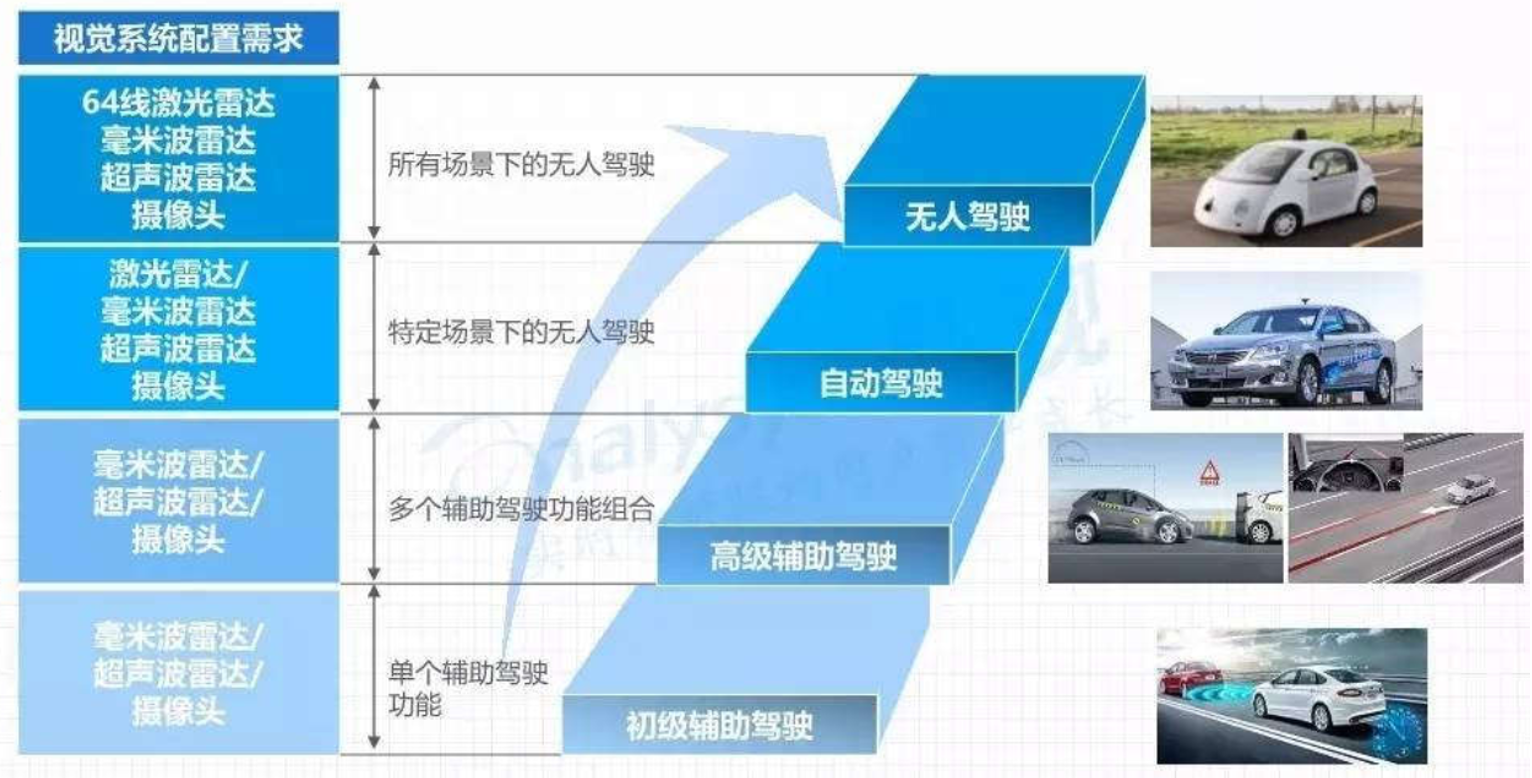 视觉系统配置需求
64线激光雷达
毫米波雷达
超声波雷达
摄像头
所有场景下的无人驾驶
无人驾驶
激光雷达/
毫米波雷达
超声波雷达
摄像头
特定场景下的无人驾驶
自动驾驶
毫米波雷达/
超声波雷达/
摄像头
多个辅助驾驶功能组合
高级辅助驾驶
毫米波雷达/
超声波雷达/
摄像头
单个辅助驾驶
功能
初级辅助驾驶